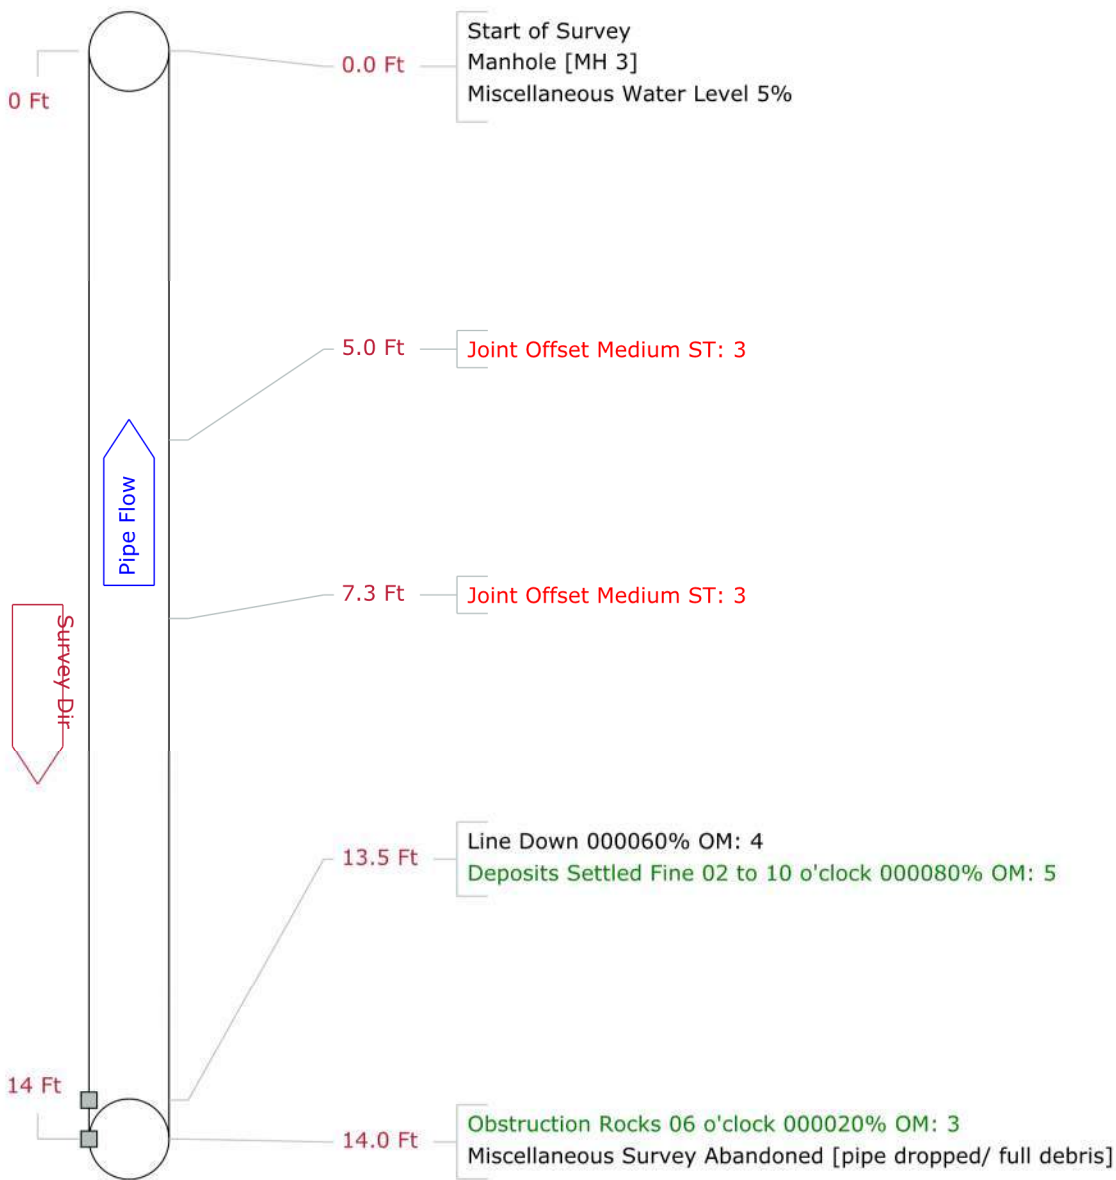 Start of Survey
0.0 Ft
Manhole [MH 3]
Miscellaneous Water Level 5%
0 Ft
5.0 Ft
Joint Offset Medium ST: 3
Pipe Flow
7.3 Ft
Joint Offset Medium ST: 3
Survey Dir
Line Down 000060% OM: 4
13.5 Ft
Deposits Settled Fine 02 to 10 o'clock 000080% OM: 5
14 Ft
Obstruction Rocks 06 o'clock 000020% OM: 3
14.0 Ft
Miscellaneous Survey Abandoned [pipe dropped/ full debris]